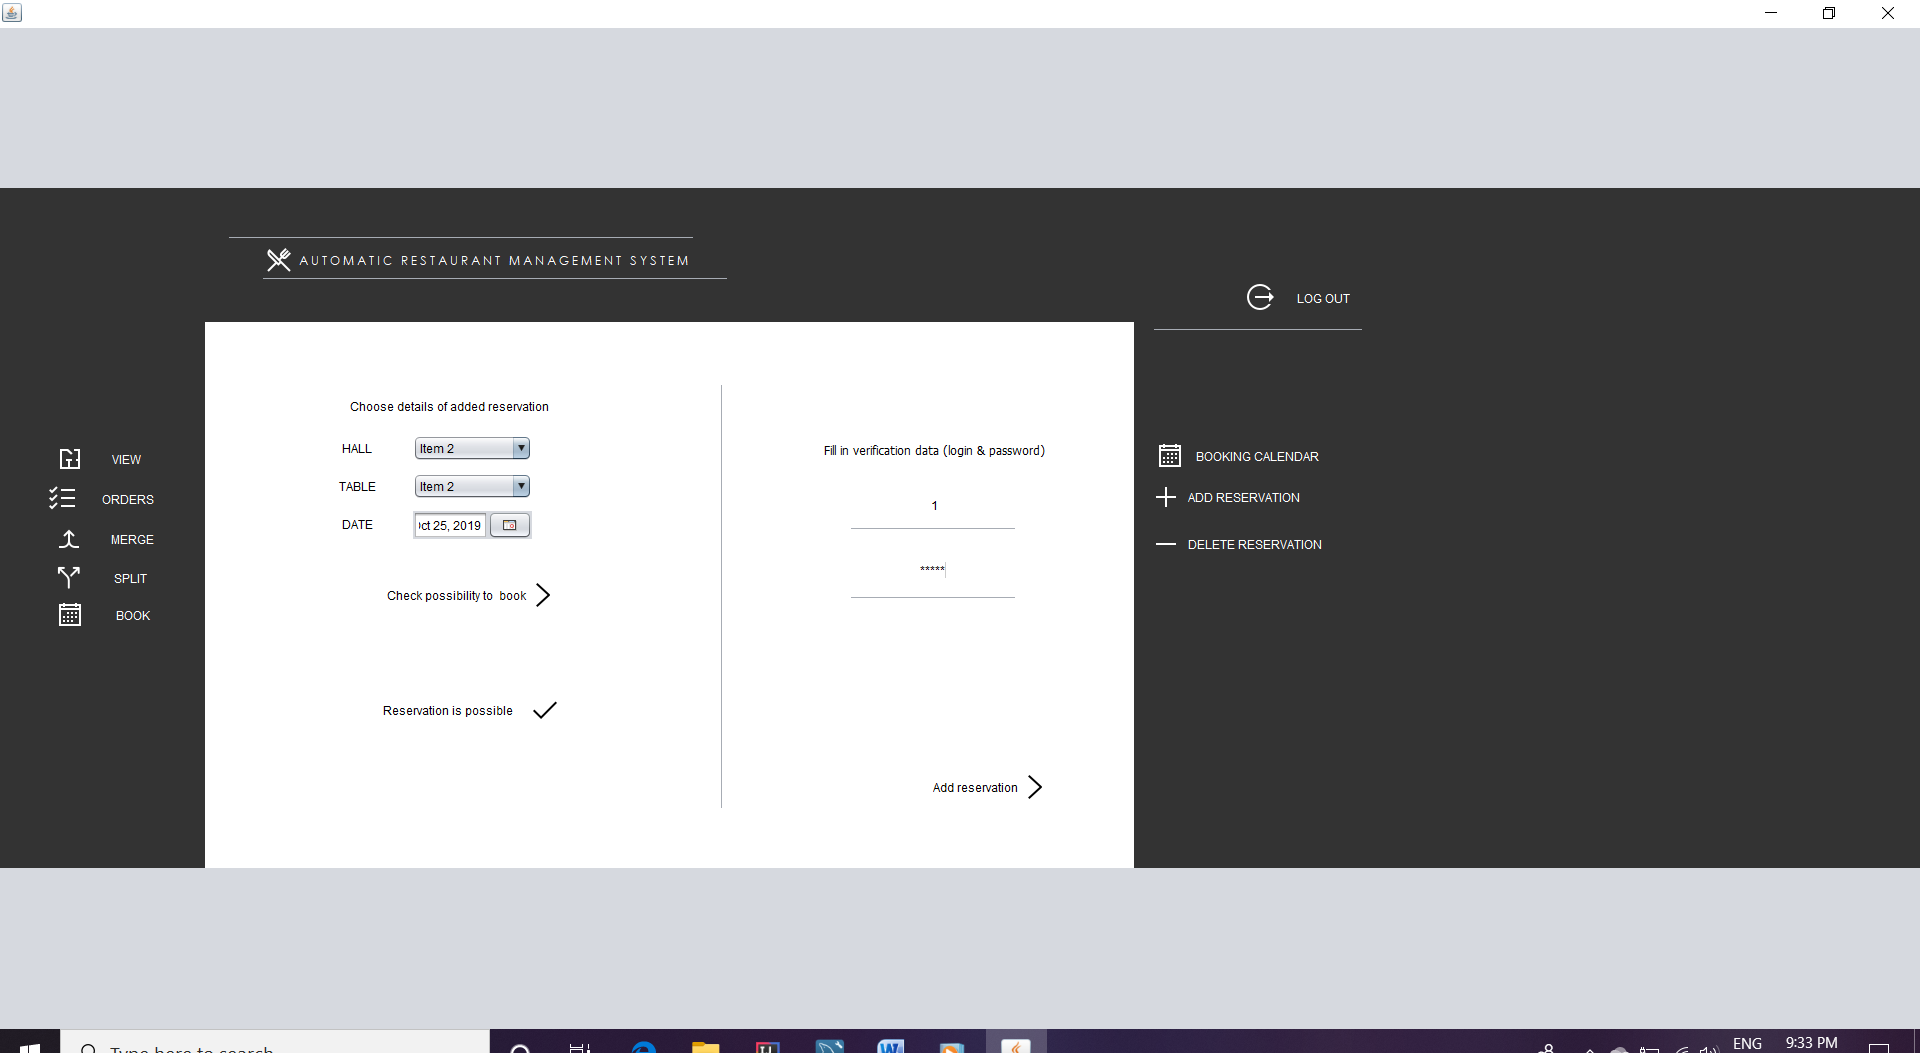 AUTOMATIC RESTAURANT MANAGEMENT SYSTEM
LOG OUT
VIEW
ORDERS
MERGE
SPLIT
BOOK
Choose details of added reservation
HALL Item 2
TABLE Item 2
DATE ct 25, 2019
Check possibility to book
Reservation is possible
Fill in verification data (login & password)
1
*****
Add reservation
BOOKING CALENDAR
ADD RESERVATION
DELETE RESERVATION
Type here to search
ENG
9:33 PM